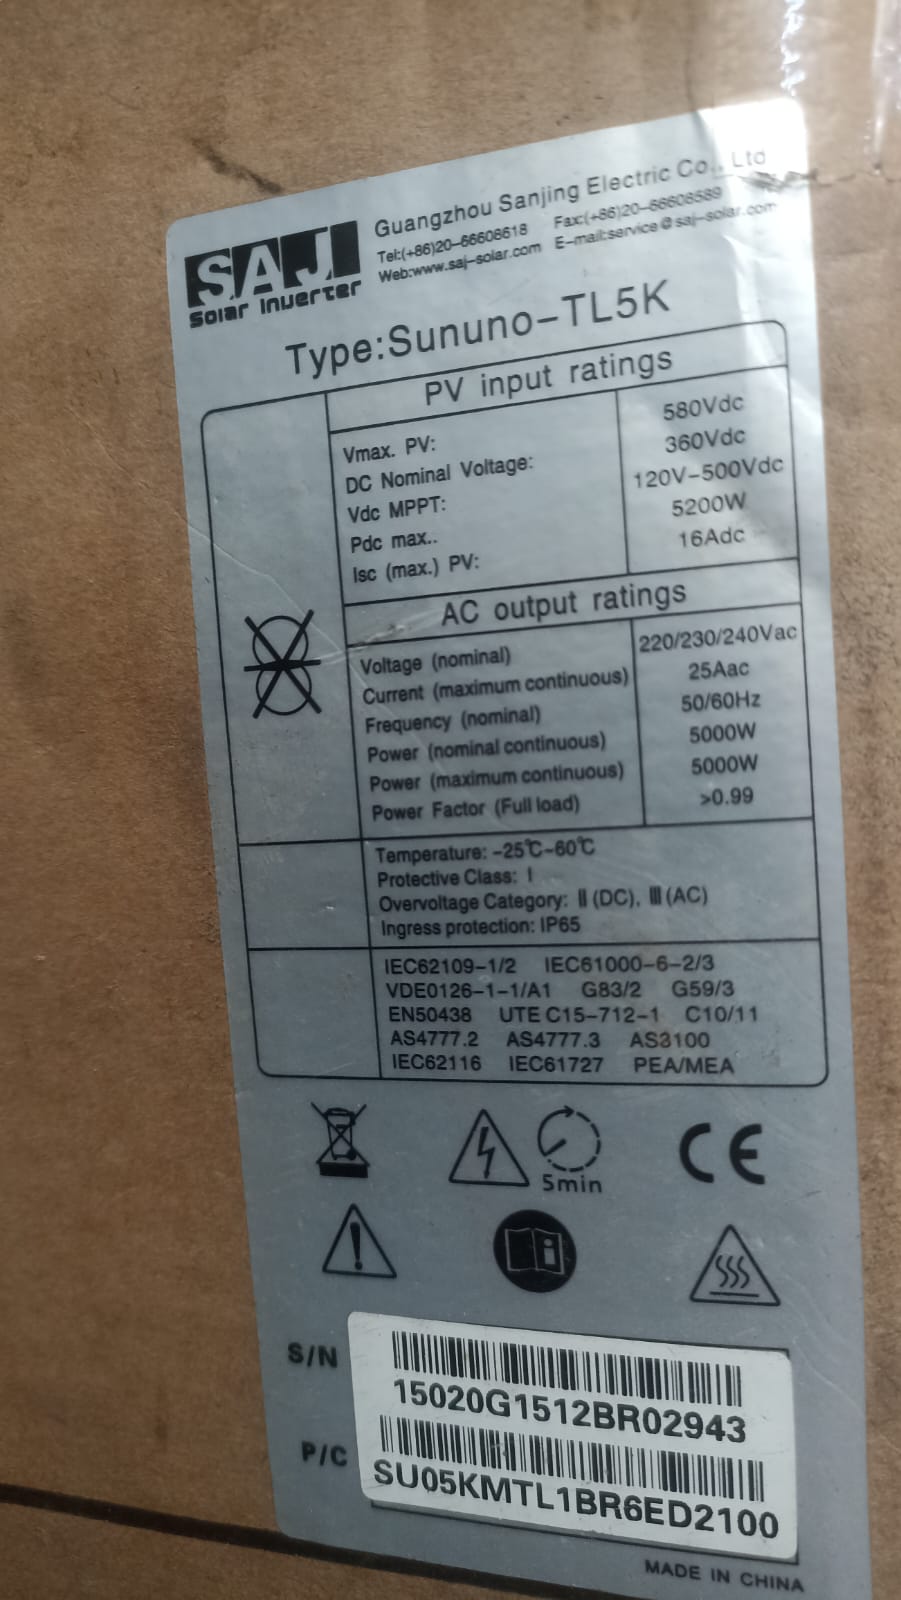 SAJ
Solar Inverter
Guangzhou Sanjing Electric Co., Ltd
Tel:(+86)20-66608618 Fax:(+86)20-66608589
Web:www.saj-solar.com E-mail:service@saj-solar.com
Type:Sununo-TL5K
PV input ratings
Vmax. PV: 580Vdc
DC Nominal Voltage: 360Vdc
Vdc MPPT: 120V-500Vdc
Pdc max.. 5200W
Isc (max.) PV: 16Adc
AC output ratings
Voltage (nominal) 220/230/240Vac
Current (maximum continuous) 25Aac
Frequency (nominal) 50/60Hz
Power (nominal continuous) 5000W
Power (maximum continuous) 5000W
Power Factor (Full load) >0.99
Temperature: -25℃-60℃
Protective Class: I
Overvoltage Category: Ⅱ (DC), Ⅲ (AC)
Ingress protection: IP65
IEC62109-1/2 IEC61000-6-2/3
VDE0126-1-1/A1 G83/2 G59/3
EN50438 UTE C15-712-1 C10/11
AS4777.2 AS4777.3 AS3100
IEC62116 IEC61727 PEA/MEA
5min
CE
S/N 15020G1512BR02943
P/C SU05KMTL1BR6ED2100
MADE IN CHINA